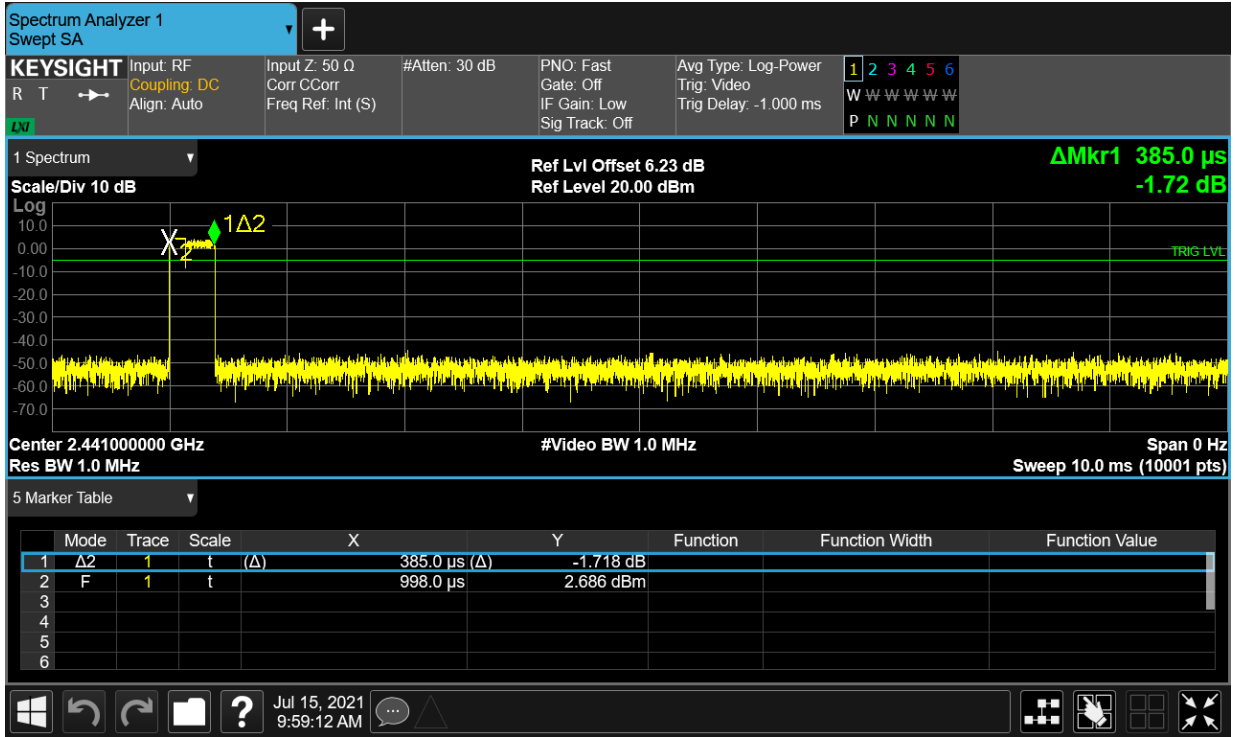 Spectrum Analyzer 1
Swept SA
+
KEYSIGHT
R T
LXI
Input: RF
Coupling: DC
Align: Auto
Input Z: 50 Ω
Corr CCorr
Freq Ref: Int (S)
#Atten: 30 dB
PNO: Fast
Gate: Off
IF Gain: Low
Sig Track: Off
Avg Type: Log-Power
Trig: Video
Trig Delay: -1.000 ms
1 2 3 4 5 6
W W W W W W
P N N N N N
1 Spectrum
Scale/Div 10 dB
Ref Lvl Offset 6.23 dB
Ref Level 20.00 dBm
ΔMkr1 385.0 µs
-1.72 dB
Log
10.0
0.00
-10.0
-20.0
-30.0
-40.0
-50.0
-60.0
-70.0
X
2
1Δ2
TRIG LVL
Center 2.441000000 GHz
Res BW 1.0 MHz
#Video BW 1.0 MHz
Span 0 Hz
Sweep 10.0 ms (10001 pts)
5 Marker Table
Mode Trace Scale X Y Function Function Width Function Value
1 Δ2 1 t (Δ) 385.0 µs (Δ) -1.718 dB
2 F 1 t 998.0 µs 2.686 dBm
3
4
5
6
?
Jul 15, 2021
9:59:12 AM